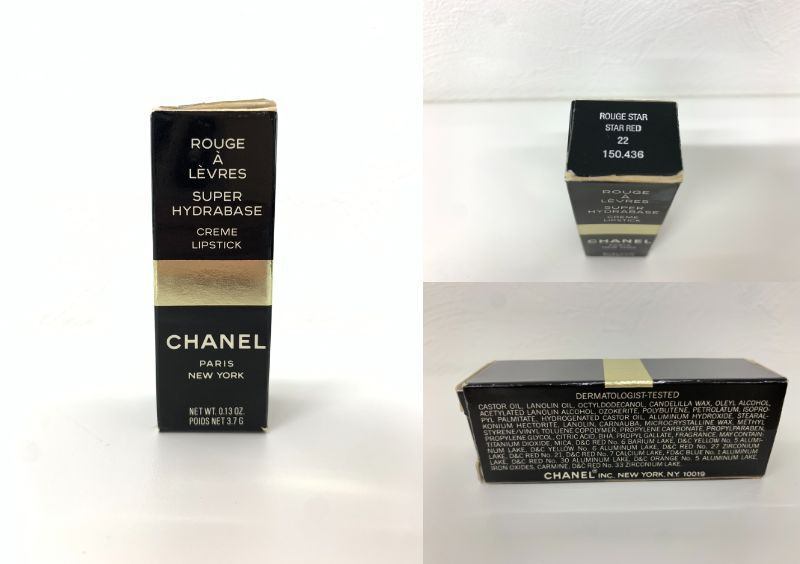 ROUGE
À
LÈVRES
SUPER
HYDRABASE
CREME
LIPSTICK
CHANEL
PARIS
NEW YORK
NET WT. 0.13 OZ.
POIDS NET 3.7 G
ROUGE STAR
STAR RED
22
150.436
ROUGE
À
LÈVRES
SUPER
HYDRABASE
CREME
LIPSTICK
CHANEL
DERMATOLOGIST-TESTED
CASTOR OIL, LANOLIN OIL, OCTYLDODECANOL, CANDELILLA WAX, OLEYL ALCOHOL,
ACETYLATED LANOLIN ALCOHOL, OZOKERITE, POLYBUTENE, PETROLATUM, ISOPRO-
PYL PALMITATE, HYDROGENATED CASTOR OIL, ALUMINUM HYDROXIDE, STEARAL-
KONIUM HECTORITE, LANOLIN, CARNAUBA, MICROCRYSTALLINE WAX, METHYL
STYRENE/VINYL TOLUENE COPOLYMER, PROPYLENE CARBONATE, PROPYLPARABEN,
PROPYLENE GLYCOL, CITRIC ACID, BHA, PROPYL GALLATE, FRAGRANCE, MAY CONTAIN:
TITANIUM DIOXIDE, MICA, D&C RED No. 6 BARIUM LAKE, D&C YELLOW No. 5 ALUMI-
NUM LAKE, D&C YELLOW No. 6 ALUMINUM LAKE, D&C RED No. 27 ZIRCONIUM
LAKE, D&C RED No. 21, D&C RED No. 7 CALCIUM LAKE, FD&C BLUE No. 1 ALUMINUM
LAKE, D&C RED No. 30 ALUMINUM LAKE, D&C ORANGE No. 5 ALUMINUM LAKE,
IRON OXIDES, CARMINE, D&C RED No. 33 ZIRCONIUM LAKE.
CHANEL® INC. NEW YORK, NY 10019